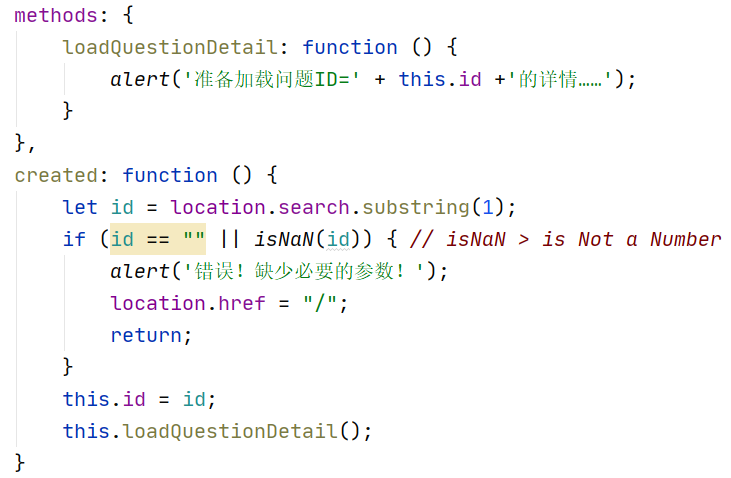 methods: {
    loadQuestionDetail: function () {
        alert('准备加载问题ID=' + this.id +'的详情……');
    }
},
created: function () {
    let id = location.search.substring(1);
    if (id == "" || isNaN(id)) { // isNaN > is Not a Number
        alert('错误！缺少必要的参数！');
        location.href = "/";
        return;
    }
    this.id = id;
    this.loadQuestionDetail();
}